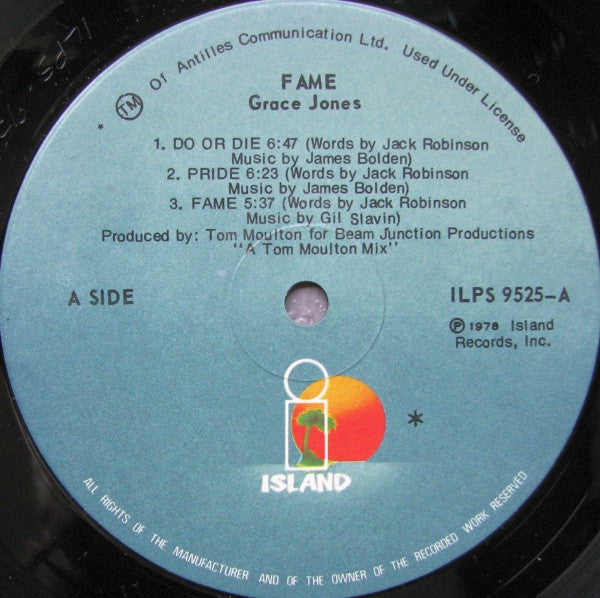 * TM Of Antilles Communication Ltd. Used Under License
FAME
Grace Jones
1. DO OR DIE 6:47 (Words by Jack Robinson
Music by James Bolden)
2. PRIDE 6:23 (Words by Jack Robinson
Music by James Bolden)
3. FAME 5:37 (Words by Jack Robinson
Music by Gil Slavin)
Produced by: Tom Moulton for Beam Junction Productions
"A Tom Moulton Mix"
A SIDE
ILPS 9525-A
℗ 1978 Island
Records, Inc.
i *
ISLAND
ALL RIGHTS OF THE MANUFACTURER AND OF THE OWNER OF THE RECORDED WORK RESERVED